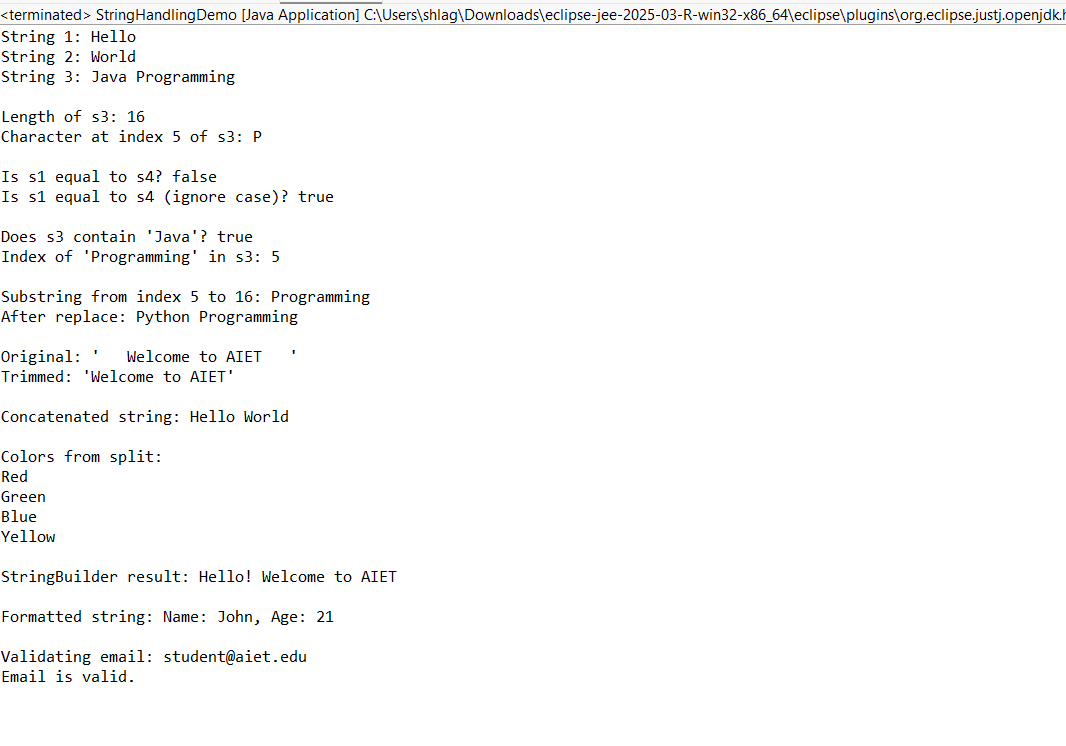 <terminated> StringHandlingDemo [Java Application] C:\Users\shlag\Downloads\eclipse-jee-2025-03-R-win32-x86_64\eclipse\plugins\org.eclipse.justj.openjdk.h
String 1: Hello
String 2: World
String 3: Java Programming
Length of s3: 16
Character at index 5 of s3: P
Is s1 equal to s4? false
Is s1 equal to s4 (ignore case)? true
Does s3 contain 'Java'? true
Index of 'Programming' in s3: 5
Substring from index 5 to 16: Programming
After replace: Python Programming
Original: '   Welcome to AIET   '
Trimmed: 'Welcome to AIET'
Concatenated string: Hello World
Colors from split:
Red
Green
Blue
Yellow
StringBuilder result: Hello! Welcome to AIET
Formatted string: Name: John, Age: 21
Validating email: student@aiet.edu
Email is valid.